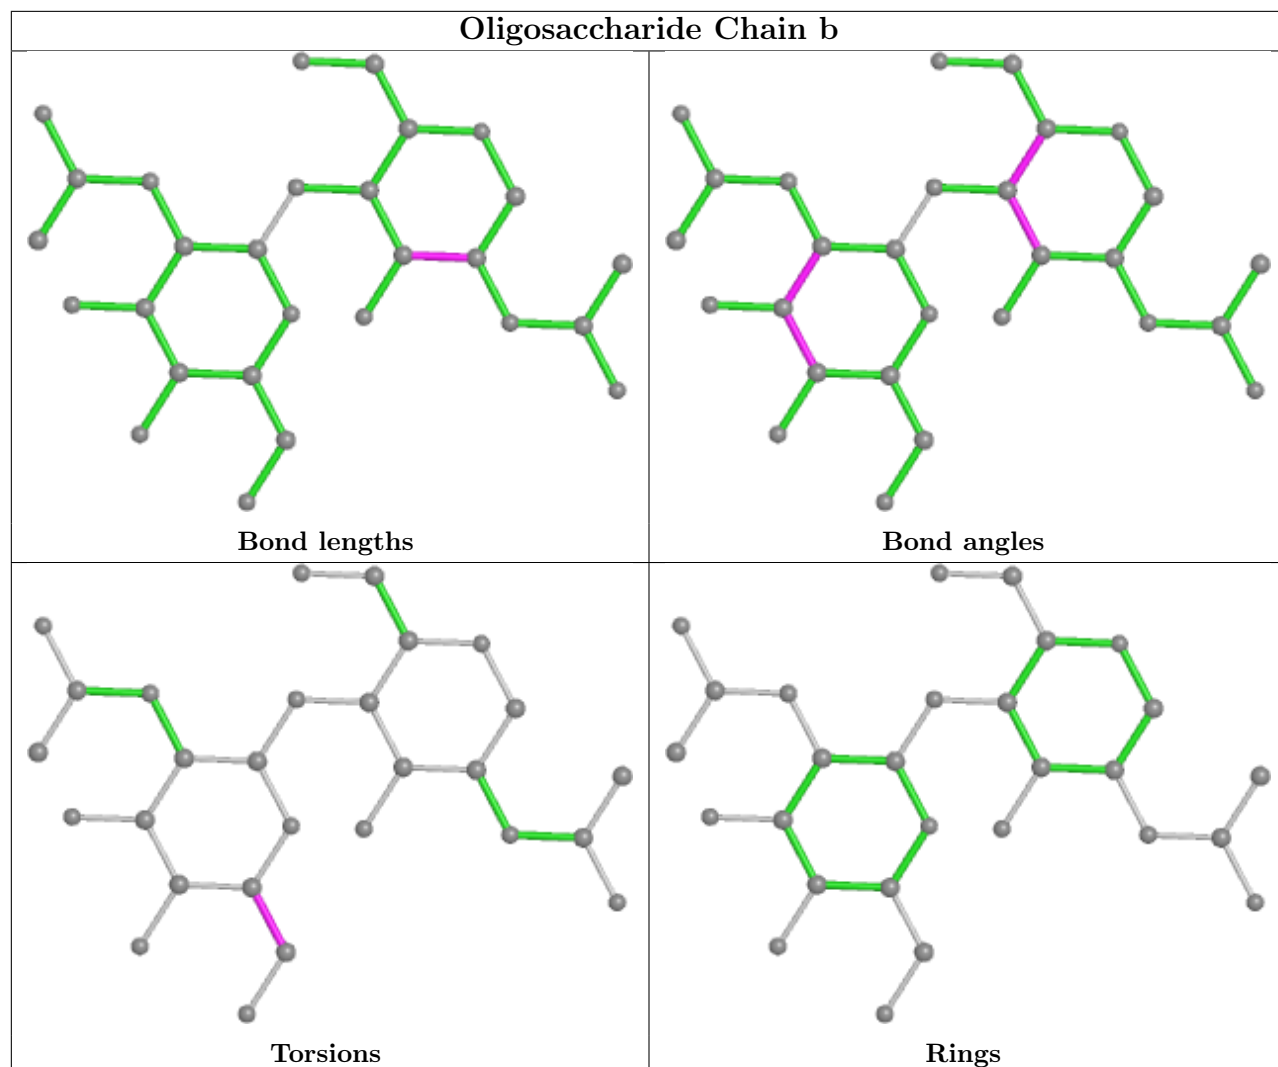 Oligosaccharide Chain b
Bond lengths
Bond angles
Torsions
Rings